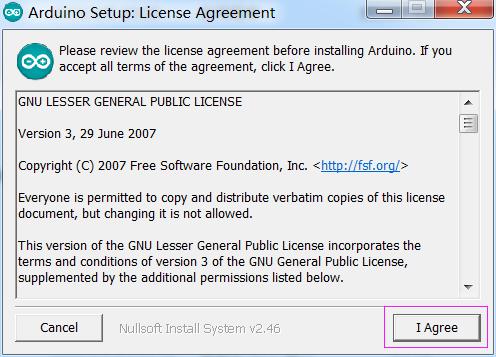 Arduino Setup: License Agreement
Please review the license agreement before installing Arduino. If you
accept all terms of the agreement, click I Agree.
GNU LESSER GENERAL PUBLIC LICENSE
Version 3, 29 June 2007
Copyright (C) 2007 Free Software Foundation, Inc. <http://fsf.org/>
Everyone is permitted to copy and distribute verbatim copies of this license
document, but changing it is not allowed.
This version of the GNU Lesser General Public License incorporates the
terms and conditions of version 3 of the GNU General Public License,
supplemented by the additional permissions listed below.
Cancel Nullsoft Install System v2.46 I Agree